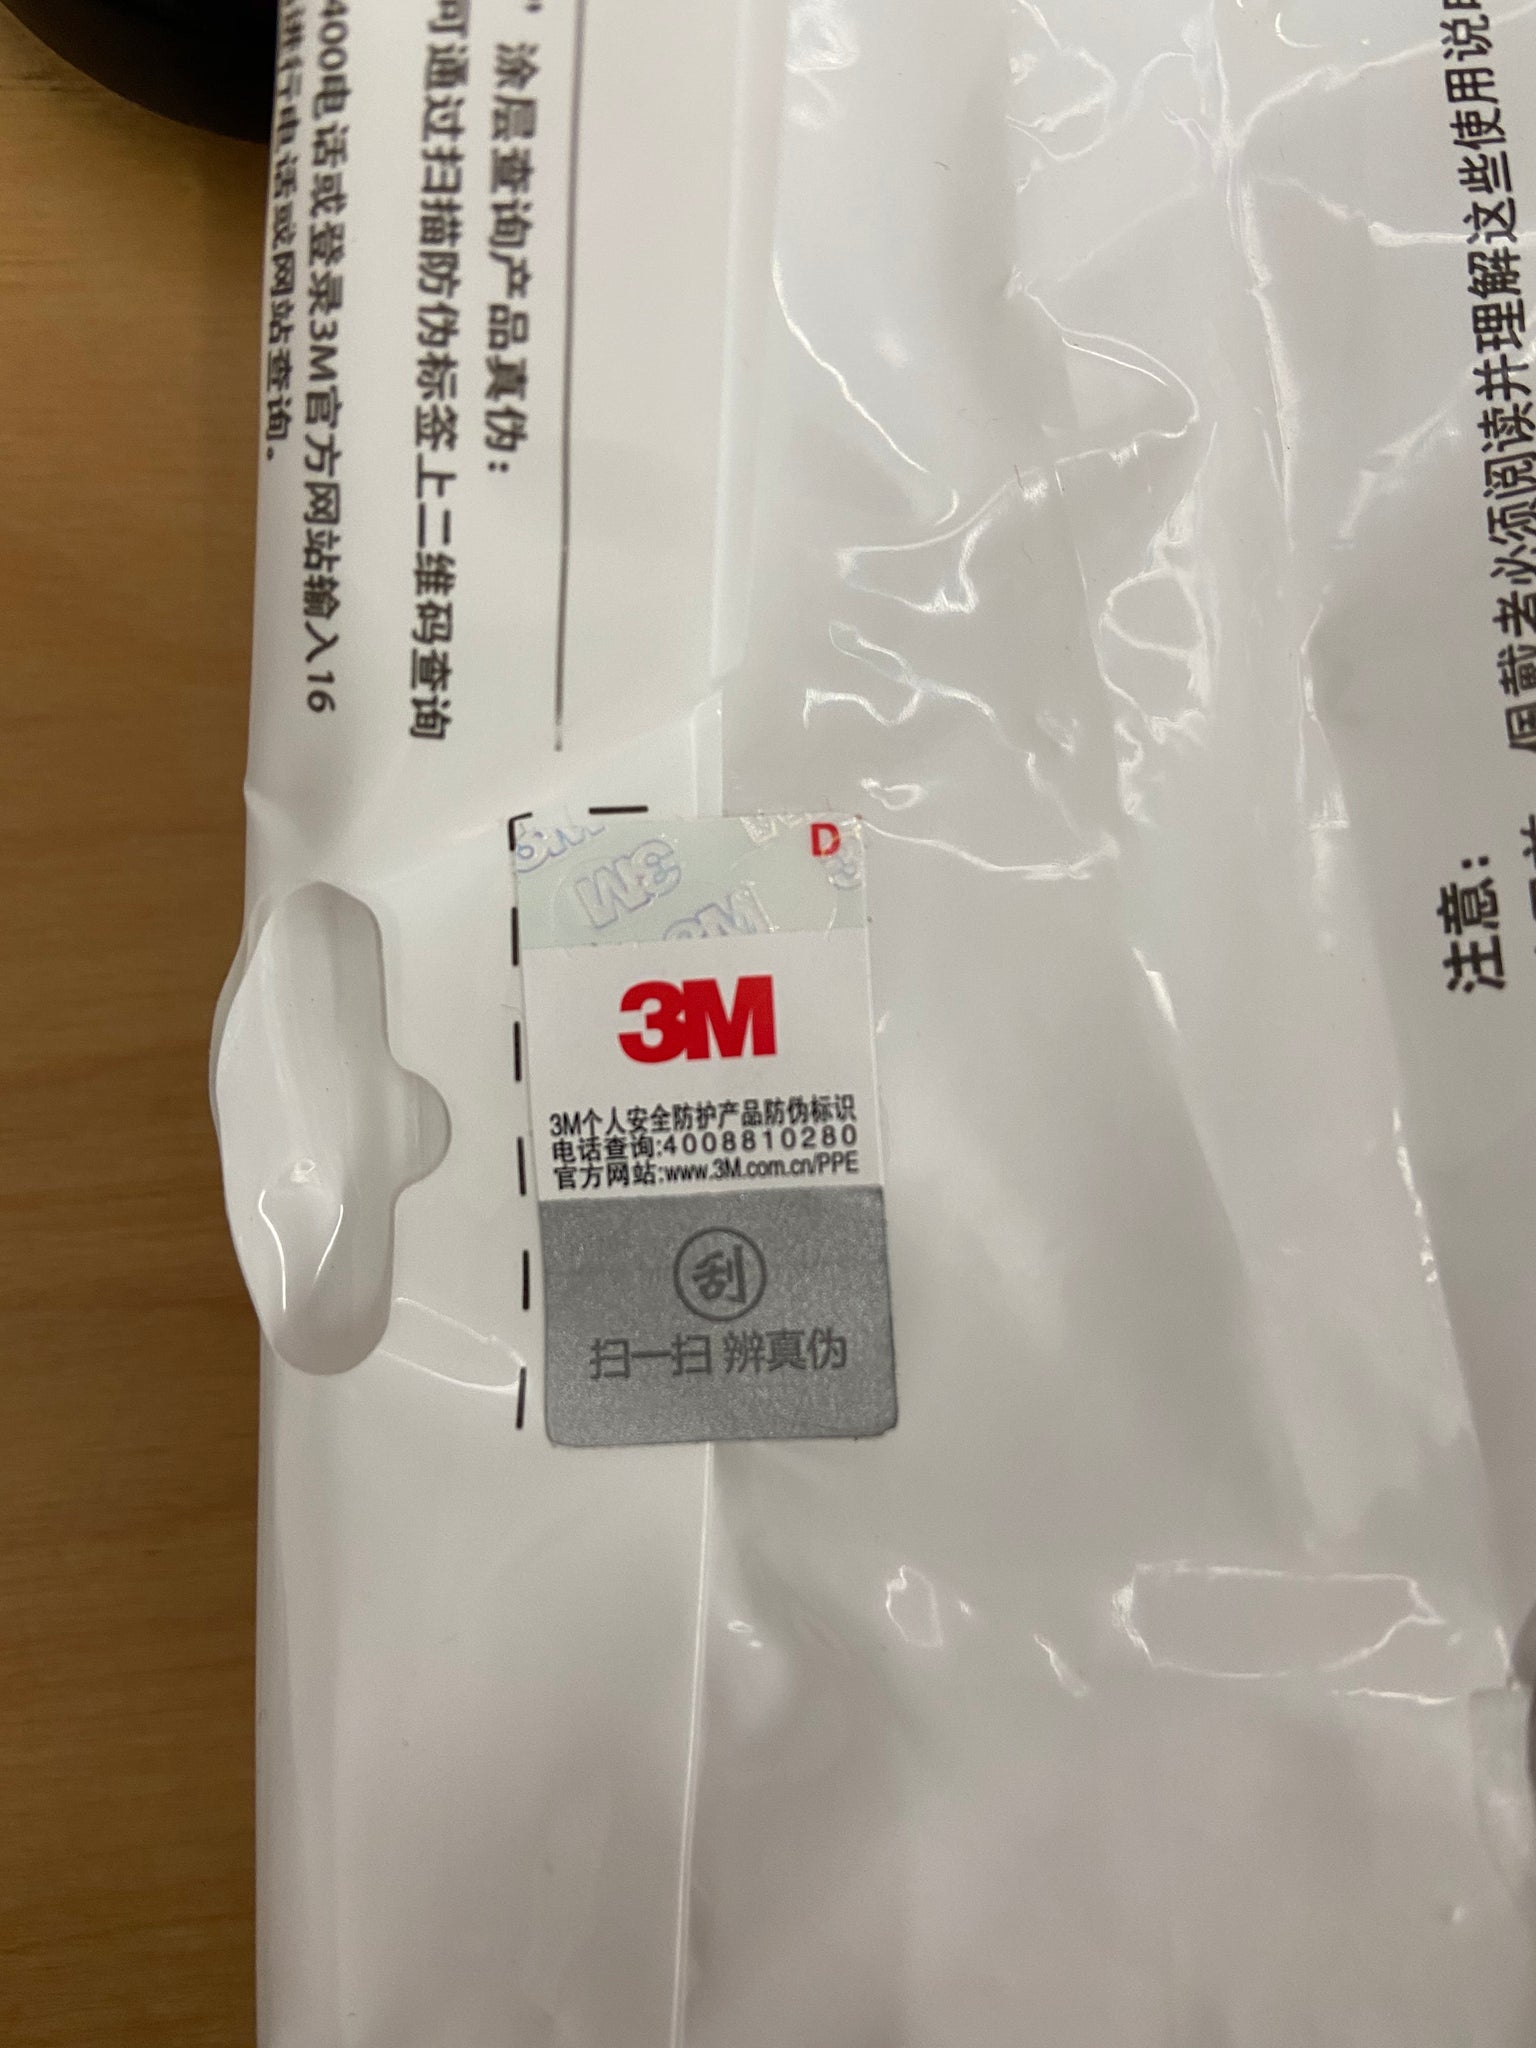 ”涂层查询产品真伪：
可通过扫描防伪标签上二维码查询
400电话或登录3M官方网站输入16
进行电话或网站查询。
3M
3M
3M
D
3M
3M个人安全防护产品防伪标识
电话查询:4008810280
官方网站:www.3M.com.cn/PPE
刮
扫一扫 辨真伪
注意：
佩戴者必须阅读并理解这些使用说